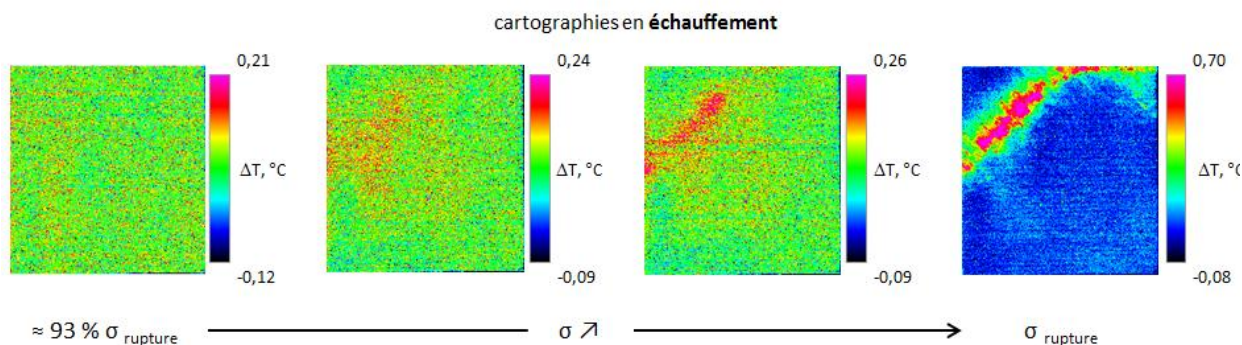 cartographies en échauffement
0,21
ΔT, °C
-0,12
0,24
ΔT, °C
-0,09
0,26
ΔT, °C
-0,09
0,70
ΔT, °C
-0,08
≈ 93 % σ rupture
σ ↗
σ rupture